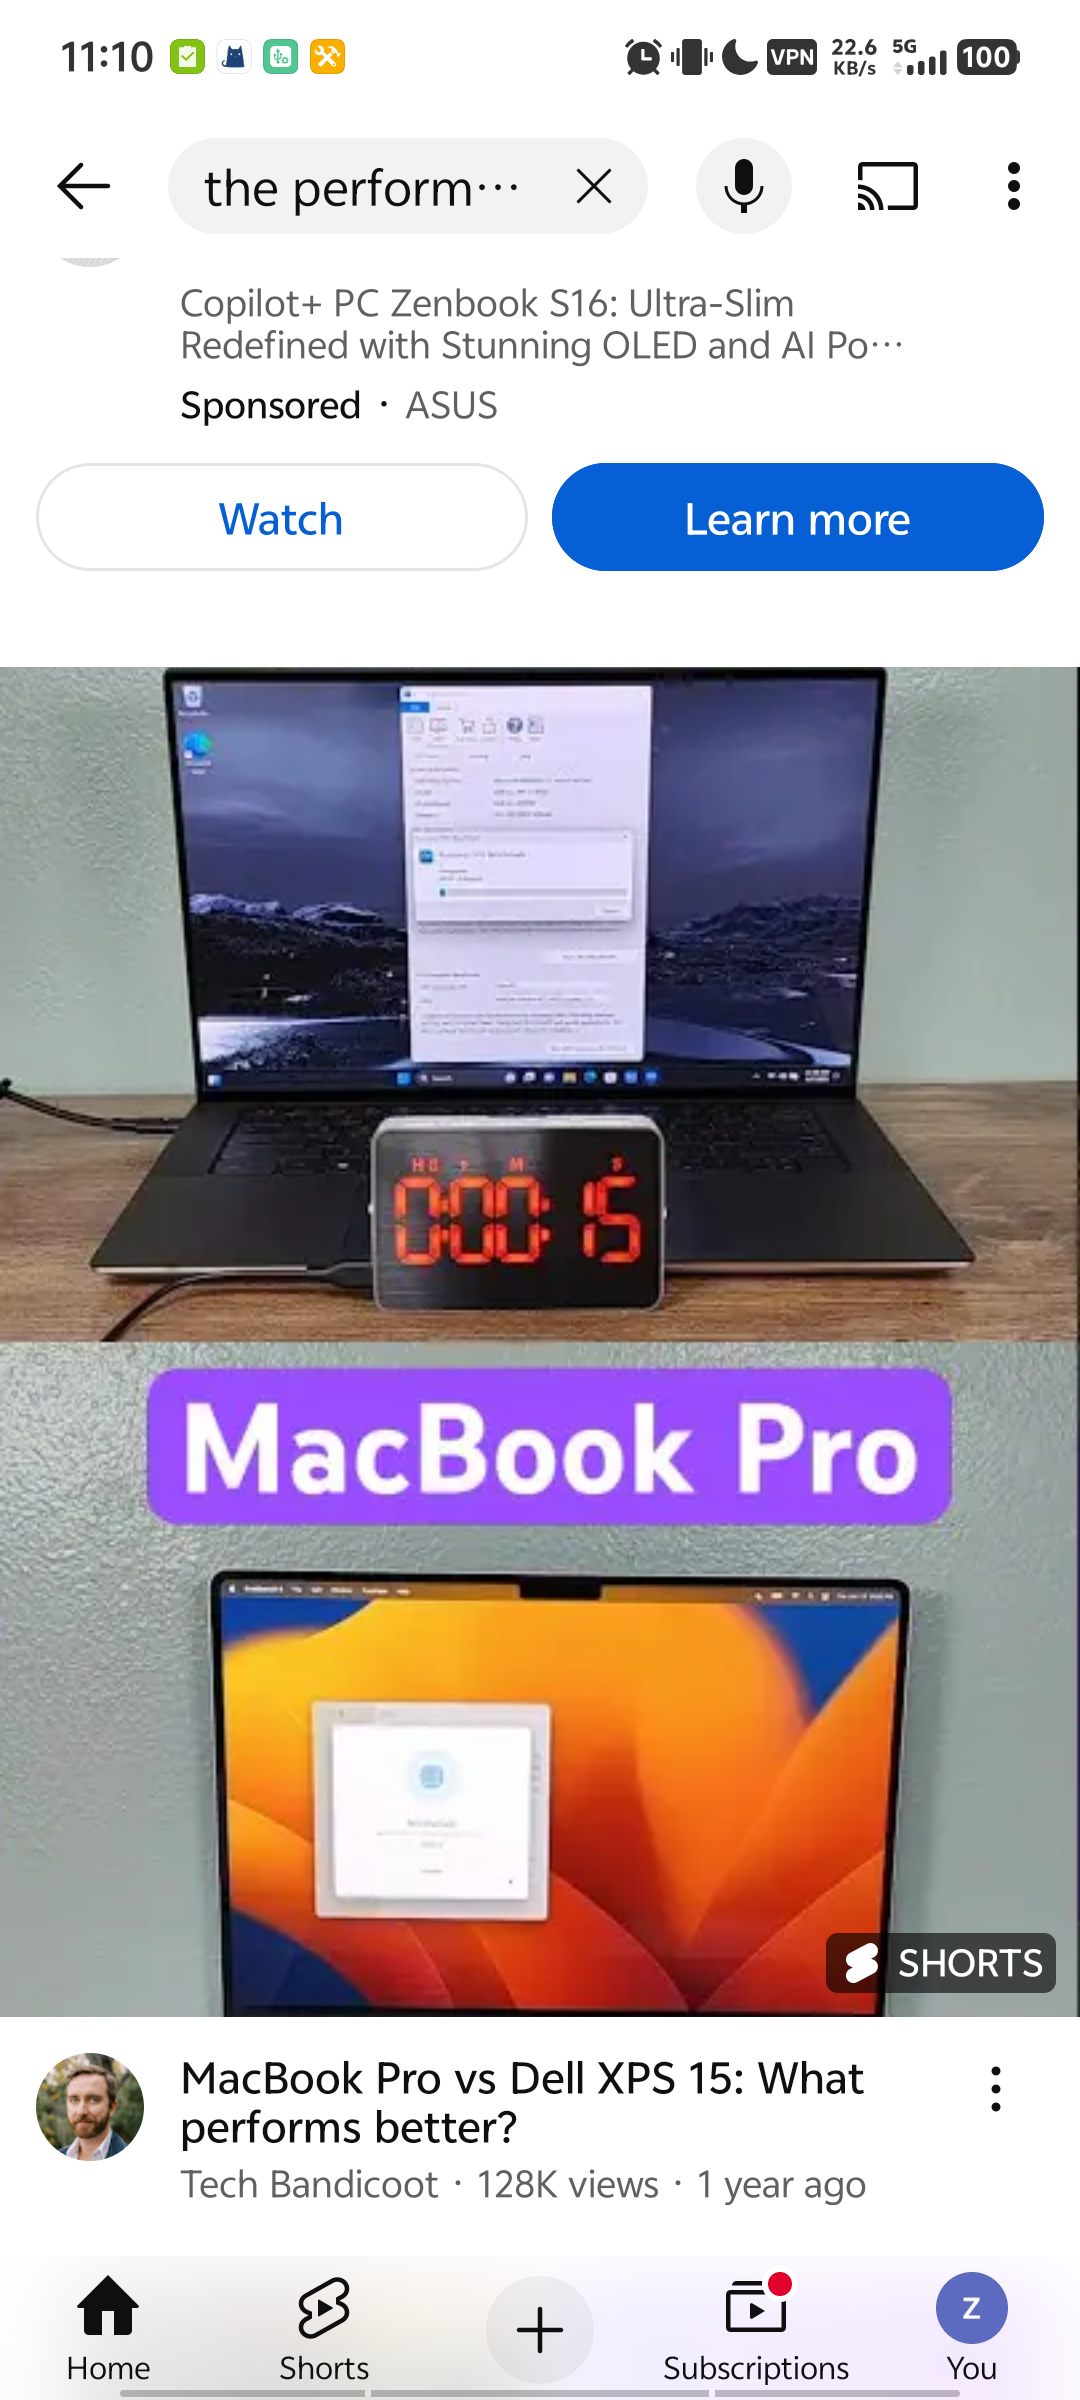 11:10
VPN
22.6
KB/s
5G
100
the perform...
Copilot+ PC Zenbook S16: Ultra-Slim
Redefined with Stunning OLED and AI Po...
Sponsored · ASUS
Watch
Learn more
M
S
0:00: 15
MacBook Pro
SHORTS
MacBook Pro vs Dell XPS 15: What
performs better?
Tech Bandicoot · 128K views · 1 year ago
Home
Shorts
Subscriptions
Z
You